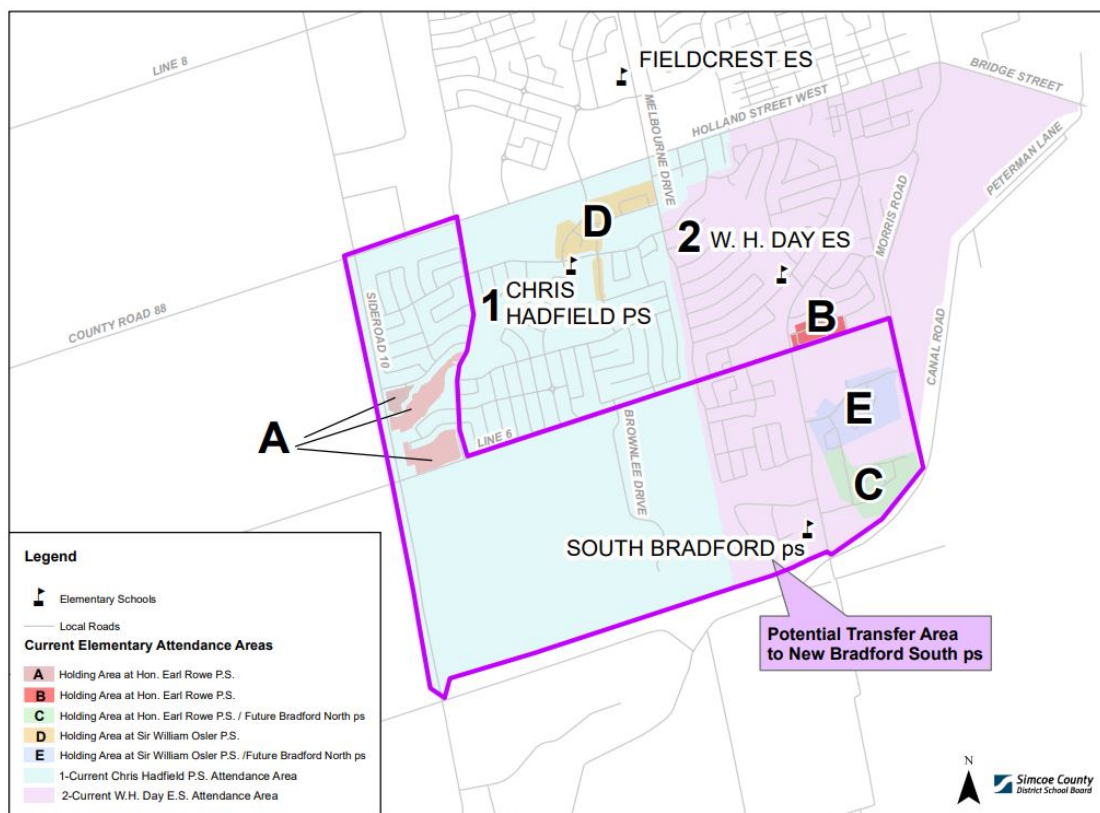 LINE 8
FIELDCREST ES
MELBOURNE DRIVE
HOLLAND STREET WEST
BRIDGE STREET
PETERMAN LANE
MORRIS ROAD
D
2 W. H. DAY ES
COUNTY ROAD 88
SIDEROAD 10
1 CHRIS
HADFIELD PS
B
CANAL ROAD
A
LINE 6
BROWNLEE DRIVE
E
C
SOUTH BRADFORD ps
Potential Transfer Area
to New Bradford South ps
Legend
Elementary Schools
Local Roads
Current Elementary Attendance Areas
A Holding Area at Hon. Earl Rowe P.S.
B Holding Area at Hon. Earl Rowe P.S.
C Holding Area at Hon. Earl Rowe P.S. / Future Bradford North ps
D Holding Area at Sir William Osler P.S.
E Holding Area at Sir William Osler P.S. /Future Bradford North ps
1-Current Chris Hadfield P.S. Attendance Area
2-Current W.H. Day E.S. Attendance Area
N
Simcoe County
District School Board